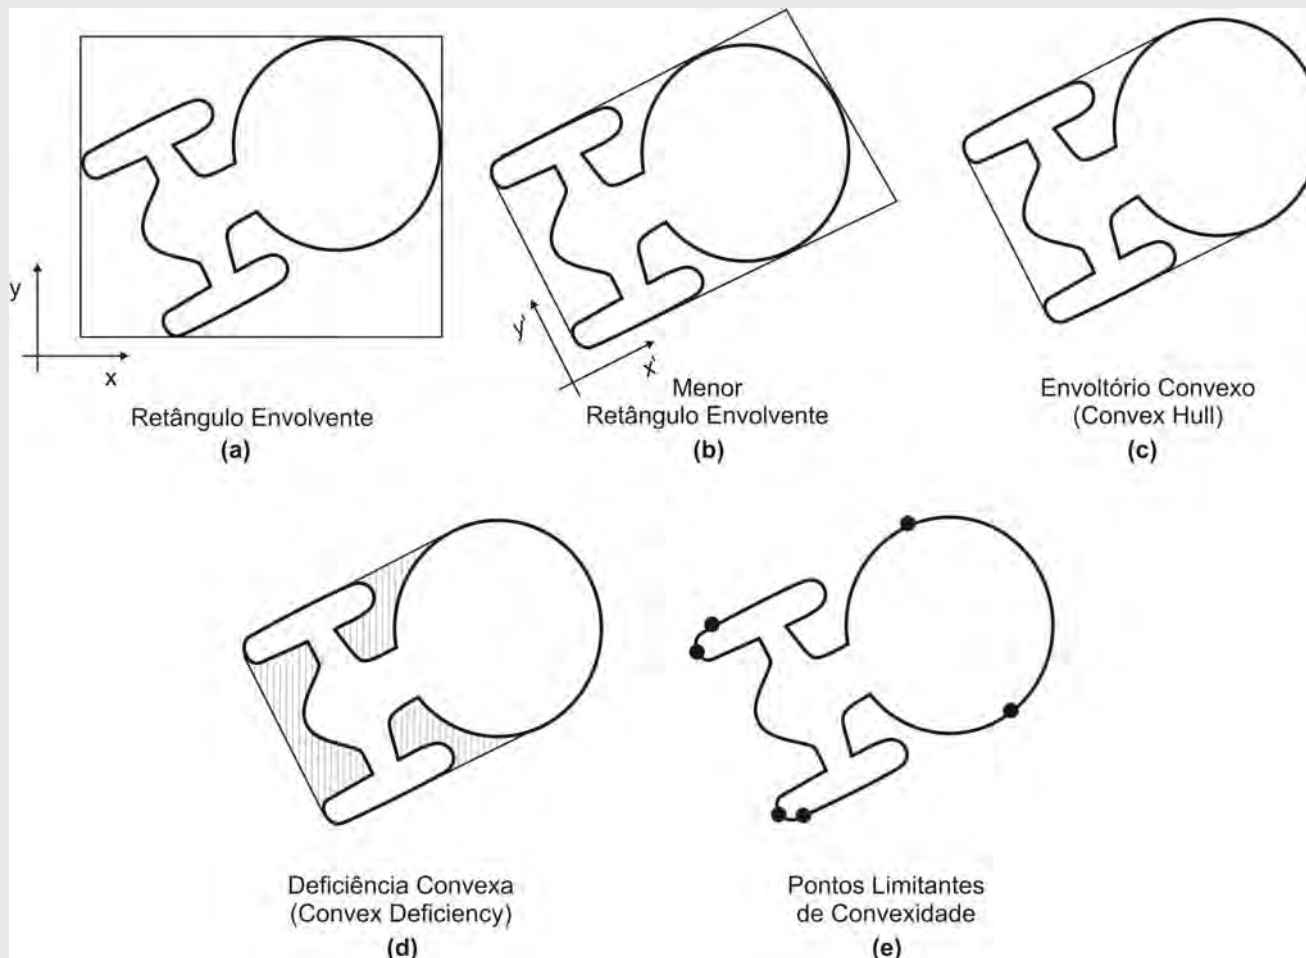 y
x
Retângulo Envolvente
(a)
y'
x'
Menor
Retângulo Envolvente
(b)
Envoltório Convexo
(Convex Hull)
(c)
Deficiência Convexa
(Convex Deficiency)
(d)
Pontos Limitantes
de Convexidade
(e)